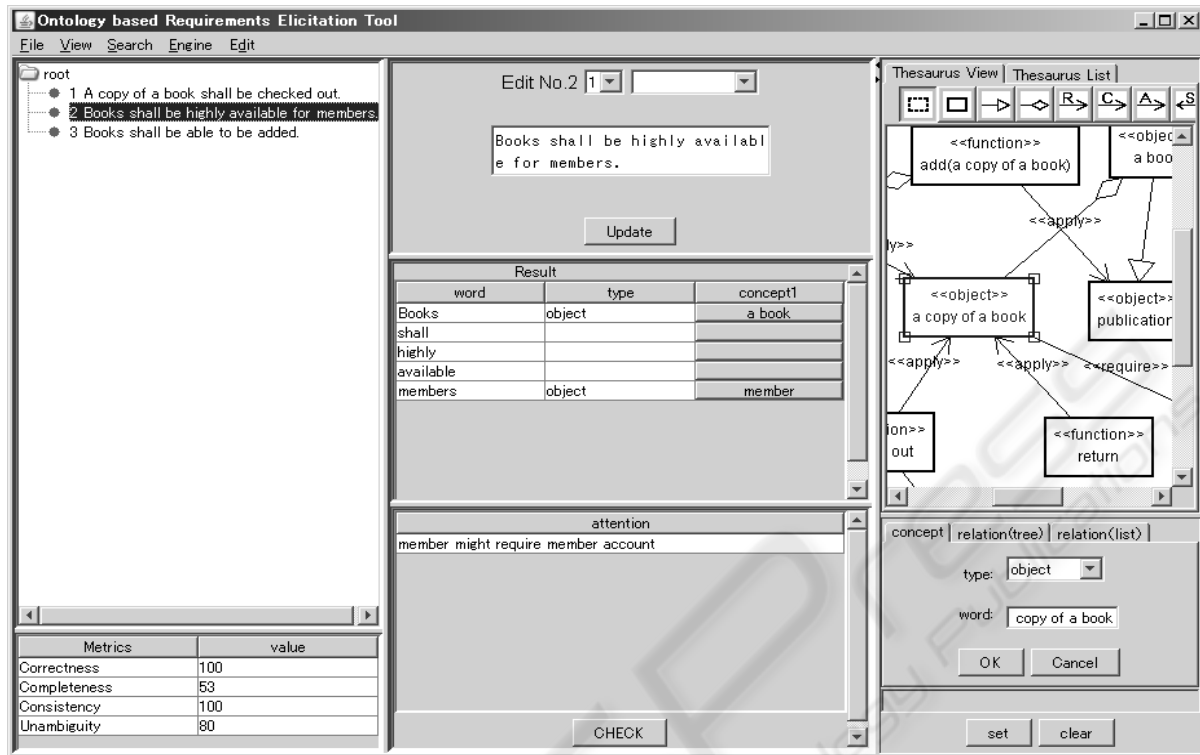 Ontology based Requirements Elicitation Tool
File View Search Engine Edit
root
1 A copy of a book shall be checked out.
2 Books shall be highly available for members.
3 Books shall be able to be added.
Metrics value
Correctness 100
Completeness 53
Consistency 100
Unambiguity 80
Edit No.2 1
Books shall be highly availabl
e for members.
Update
Result
word type concept1
Books object a book
shall
highly
available
members object member
attention
member might require member account
CHECK
Thesaurus View Thesaurus List
R> C> A> <S
<<function>>
add(a copy of a book)
<<objec
a boo
<<apply>>
ly>>
<<object>>
a copy of a book
<<object>>
publication
<<apply>> <<apply>> <<require>>
ion>>
out
<<function>>
return
concept relation(tree) relation(list)
type: object
word: copy of a book
OK Cancel
set clear